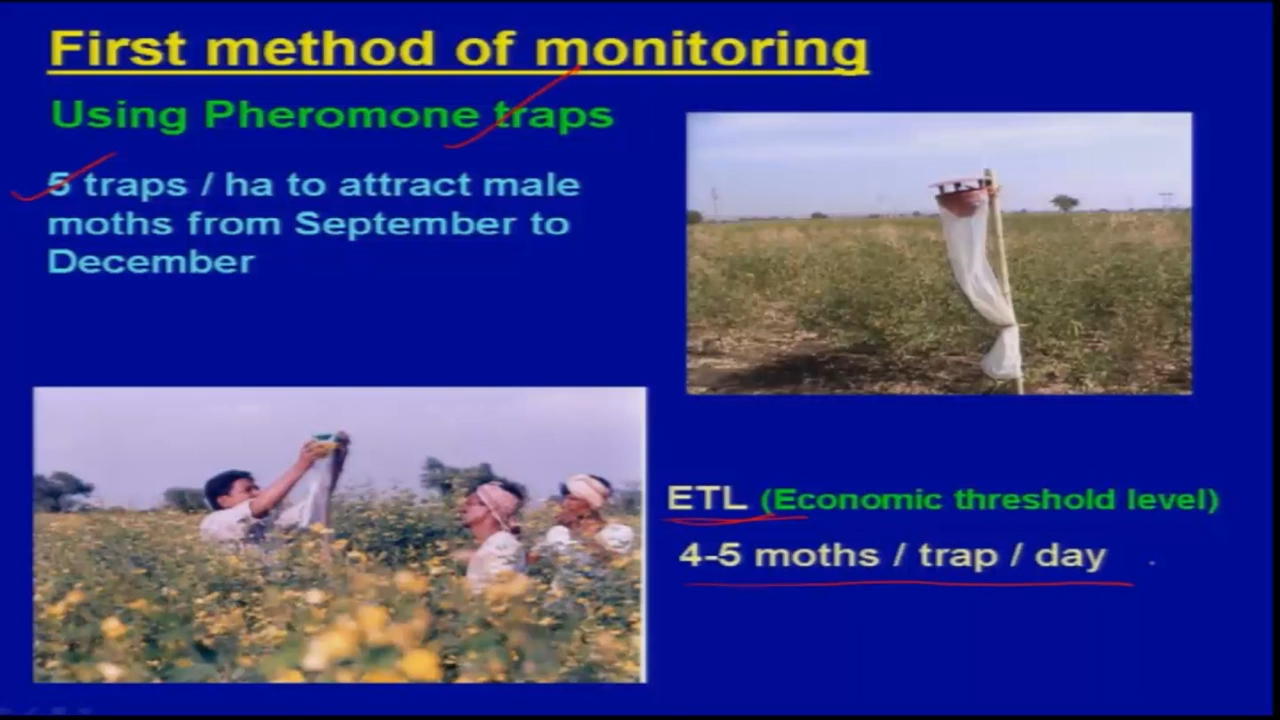 First method of monitoring
Using Pheromone traps
5 traps / ha to attract male
moths from September to
December
ETL (Economic threshold level)
4-5 moths / trap / day